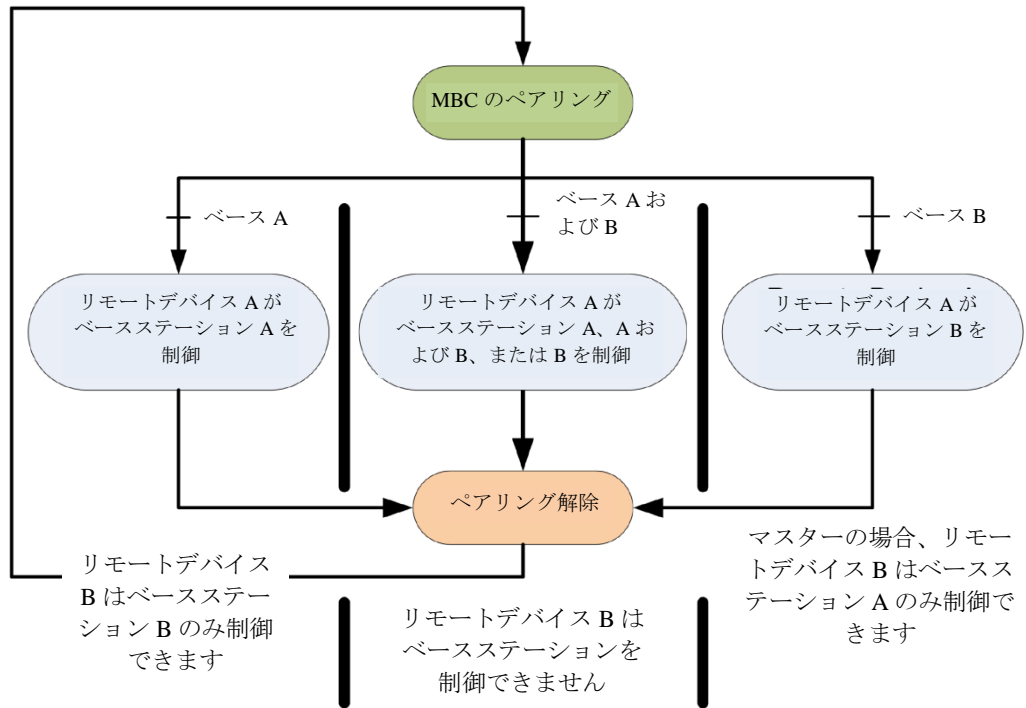 MBC のペアリング
ベース A
ベース A お
よび B
ベース B
リモートデバイス A が
ベースステーション A を
制御
リモートデバイス A が
ベースステーション A、A お
よび B、または B を制御
リモートデバイス A が
ベースステーション B を
制御
ペアリング解除
リモートデバイス
B はベースステー
ション B のみ制御
できます
リモートデバイス B は
ベースステーションを
制御できません
マスターの場合、リモー
トデバイス B はベースス
テーション A のみ制御で
きます